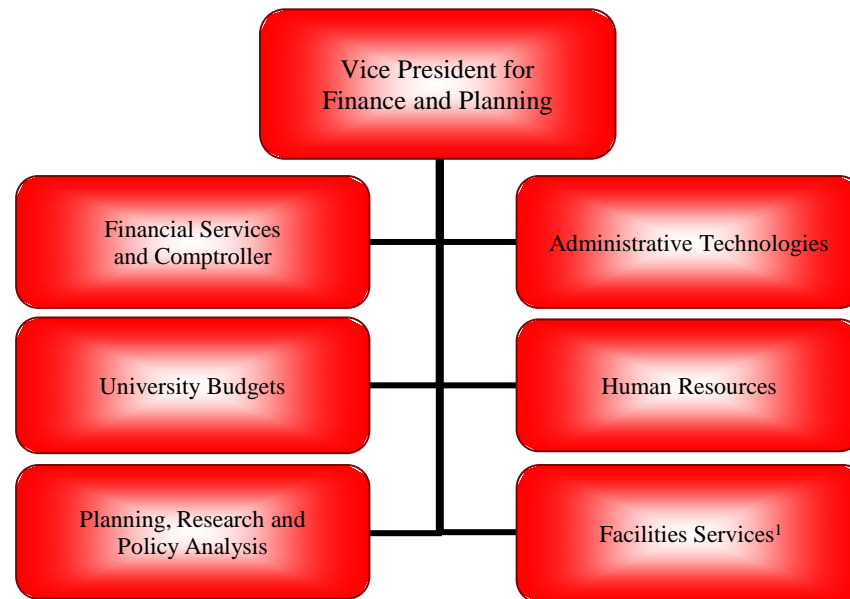 Vice President for
Finance and Planning
Financial Services
and Comptroller
Administrative Technologies
University Budgets
Human Resources
Planning, Research and
Policy Analysis
Facilities Services¹